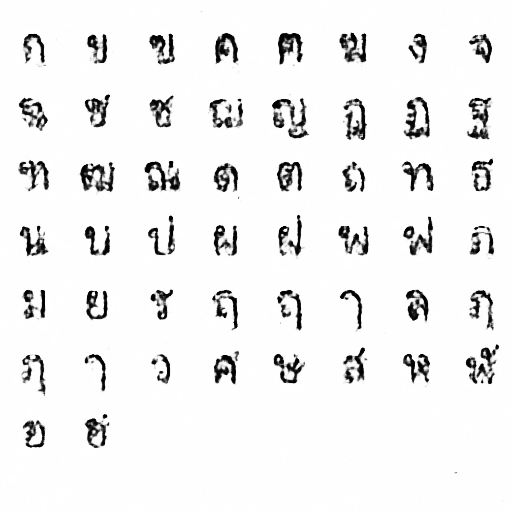 ก ข ฃ ค ฅ ฆ ง จ
ฉ ช ซ ฌ ญ ฎ ฏ ฐ
ฑ ฒ ณ ด ต ถ ท ธ
น บ ป ผ ฝ พ ฟ ภ
ม ย ร ฤ ฤ ๅ ล ฦ
ฦ ๅ ว ศ ษ ส ห ฬ
อ ฮ